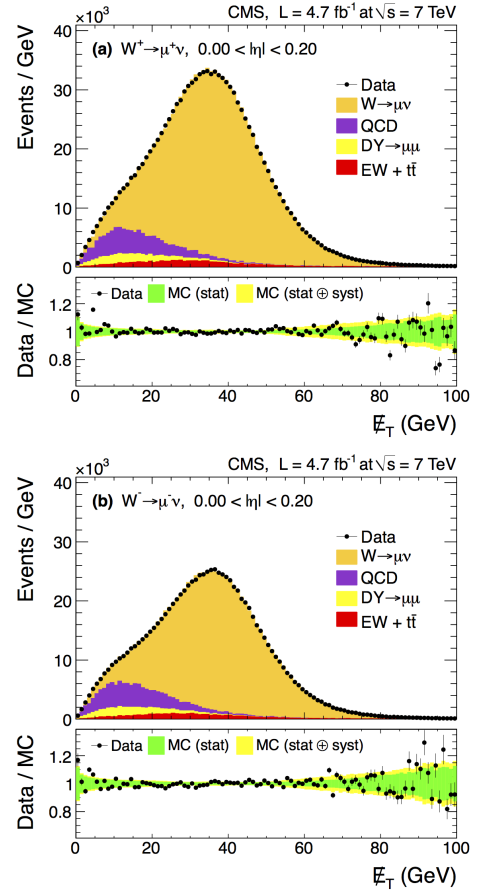 CMS, L = 4.7 fb⁻¹ at √s = 7 TeV
×10³
Events / GeV
(a) W⁺→μ⁺ν, 0.00 < |η| < 0.20
40
30
20
10
0
Data
W→μν
QCD
DY→μμ
EW + tt̄
Data / MC
1.2
1.0
0.8
Data MC (stat) MC (stat ⊕ syst)
0 20 40 60 80 100
E̸_T (GeV)
CMS, L = 4.7 fb⁻¹ at √s = 7 TeV
×10³
Events / GeV
(b) W⁻→μ⁻ν, 0.00 < |η| < 0.20
40
30
20
10
0
Data
W→μν
QCD
DY→μμ
EW + tt̄
Data / MC
1.2
1.0
0.8
Data MC (stat) MC (stat ⊕ syst)
0 20 40 60 80 100
E̸_T (GeV)